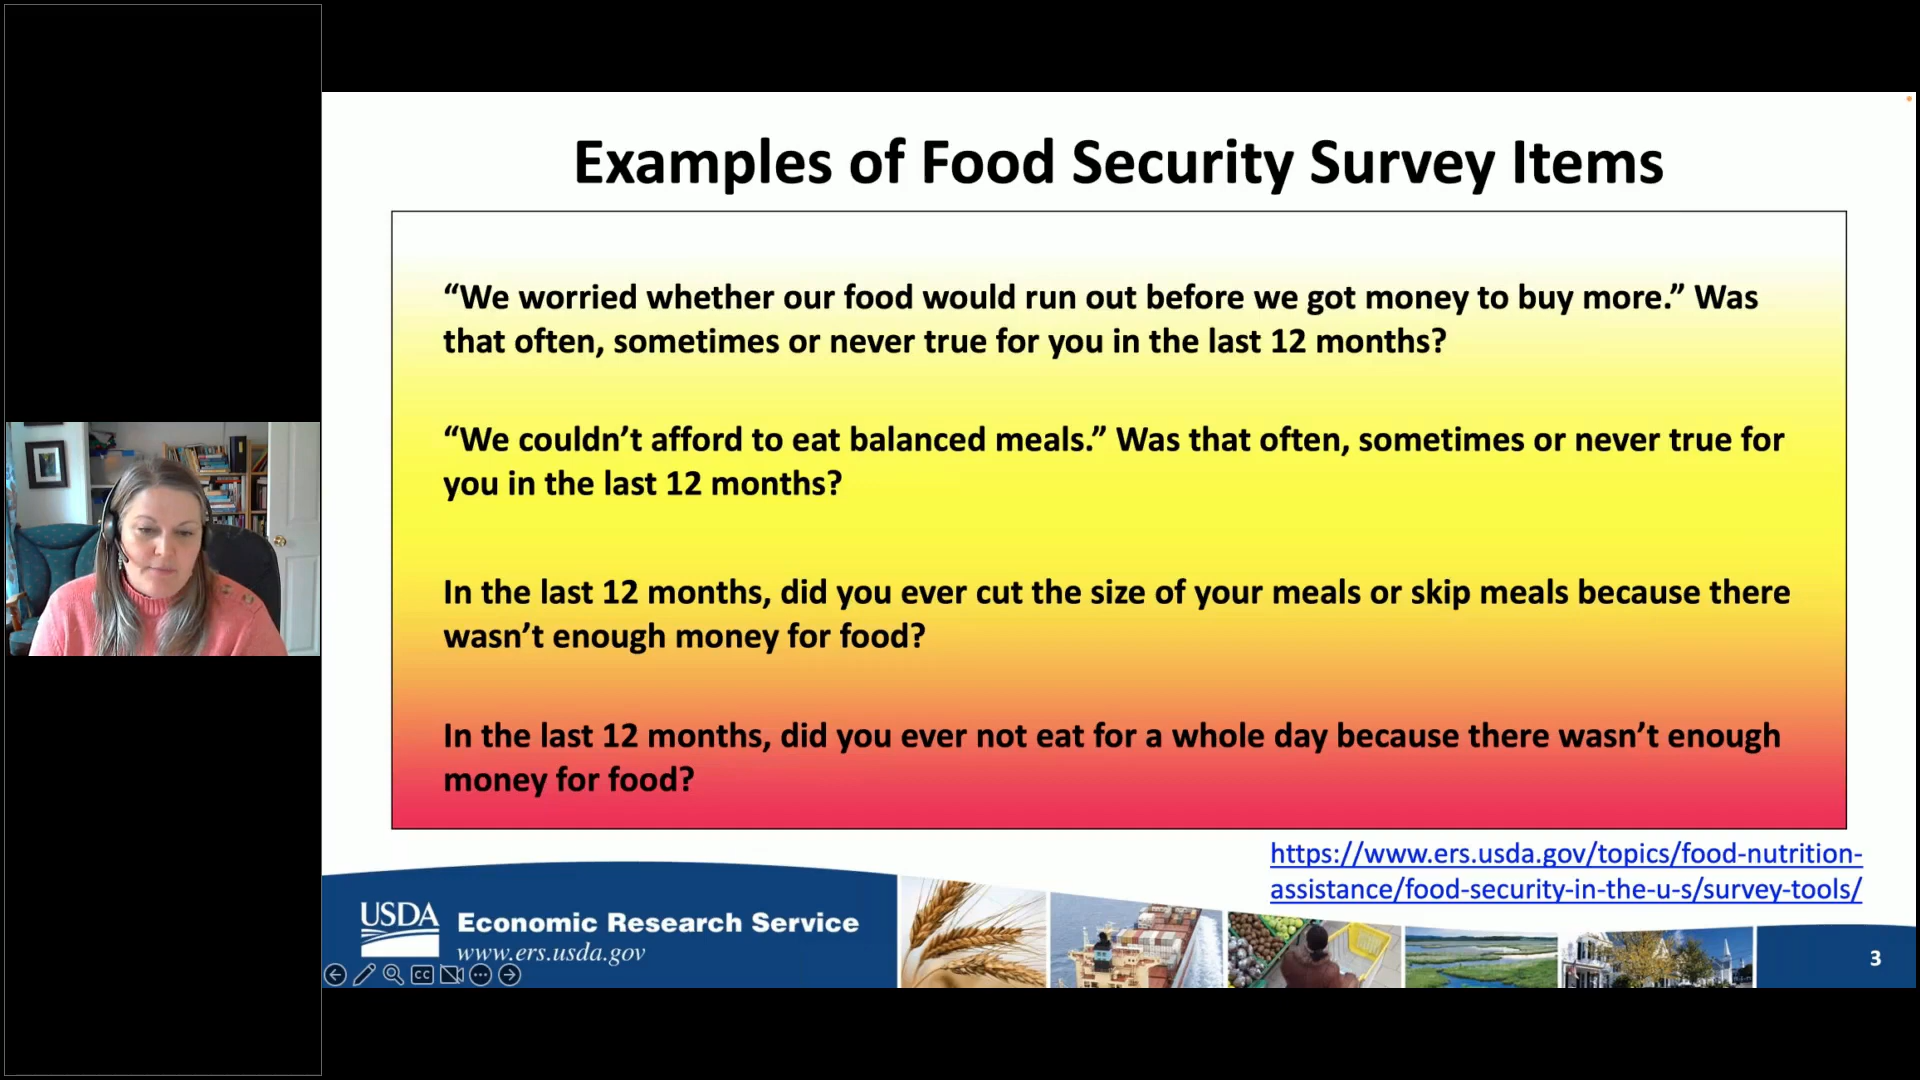 Examples of Food Security Survey Items
“We worried whether our food would run out before we got money to buy more.” Was
that often, sometimes or never true for you in the last 12 months?
“We couldn’t afford to eat balanced meals.” Was that often, sometimes or never true for
you in the last 12 months?
In the last 12 months, did you ever cut the size of your meals or skip meals because there
wasn’t enough money for food?
In the last 12 months, did you ever not eat for a whole day because there wasn’t enough
money for food?
https://www.ers.usda.gov/topics/food-nutrition-
assistance/food-security-in-the-u-s/survey-tools/
USDA
Economic Research Service
www.ers.usda.gov
CC
3